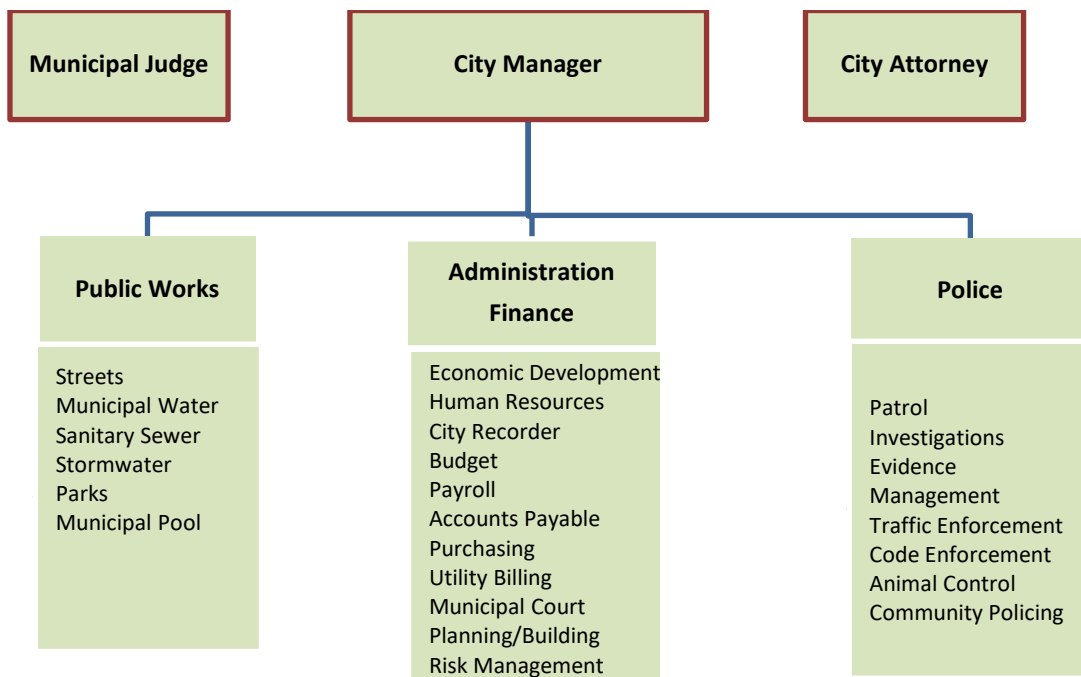 Municipal Judge
City Manager
City Attorney
Public Works
Administration
Finance
Police
Streets
Municipal Water
Sanitary Sewer
Stormwater
Parks
Municipal Pool
Economic Development
Human Resources
City Recorder
Budget
Payroll
Accounts Payable
Purchasing
Utility Billing
Municipal Court
Planning/Building
Risk Management
Patrol
Investigations
Evidence
Management
Traffic Enforcement
Code Enforcement
Animal Control
Community Policing